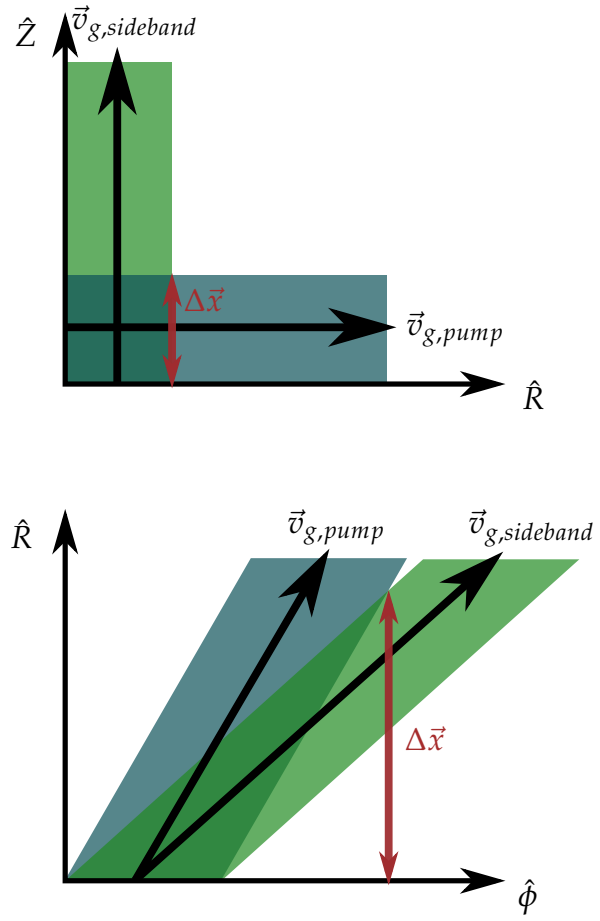 Ẑ
v⃗g,sideband
Δx⃗
v⃗g,pump
R̂
R̂
v⃗g,pump
v⃗g,sideband
Δx⃗
ϕ̂